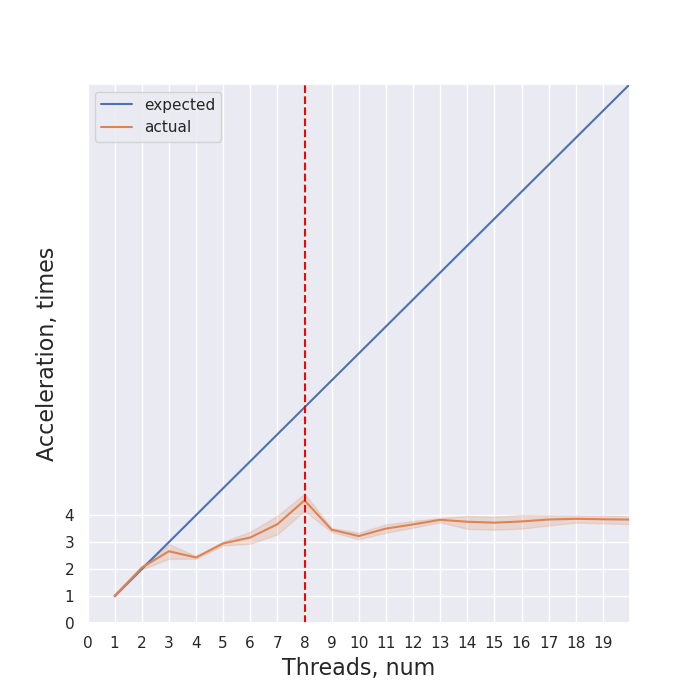 expected
actual
Acceleration, times
4
3
2
1
0
0 1 2 3 4 5 6 7 8 9 10 11 12 13 14 15 16 17 18 19
Threads, num